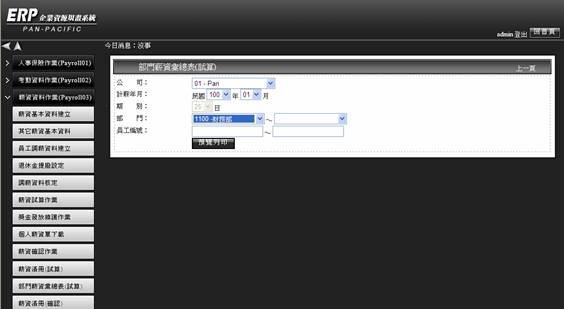 ERP 企業資源規畫系統
PAN-PACIFIC
admin 登出 回首頁
今日消息：沒事
人事保險作業(Payroll01)
考勤資料作業(Payroll02)
薪資資料作業(Payroll03)
薪資基本資料建立
其它薪資基本資料
員工調薪資料建立
退休金提撥設定
調薪資料核定
薪資試算作業
獎金發放維護作業
個人薪資單下載
薪資確認作業
薪資清冊(試算)
部門薪資彙總表(試算)
薪資清冊(確認)
部門薪資彙總表(試算)
上一頁
公 司： 01 - Pan
計薪年月： 民國 100 年 01 月
期 別： 25 日
部 門： 1100 -財務部 ～
員工編號： ～
預覽列印